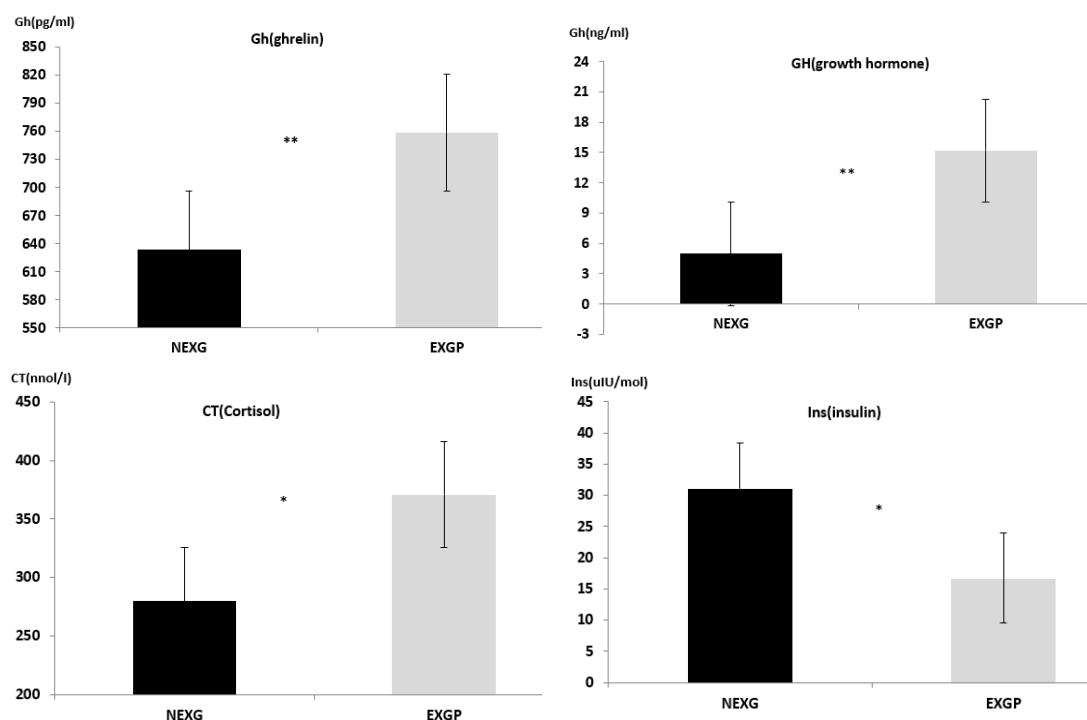 Gh(pg/ml)
Gh(ghrelin)
850
820
790
760
730
700
670
640
610
580
550
**
NEXG
EXGP
Gh(ng/ml)
GH(growth hormone)
24
21
18
15
12
9
6
3
0
-3
**
NEXG
EXGP
CT(nnol/l)
CT(Cortisol)
450
400
350
300
250
200
*
NEXG
EXGP
Ins(uIU/mol)
Ins(insulin)
45
40
35
30
25
20
15
10
5
0
*
NEXG
EXGP